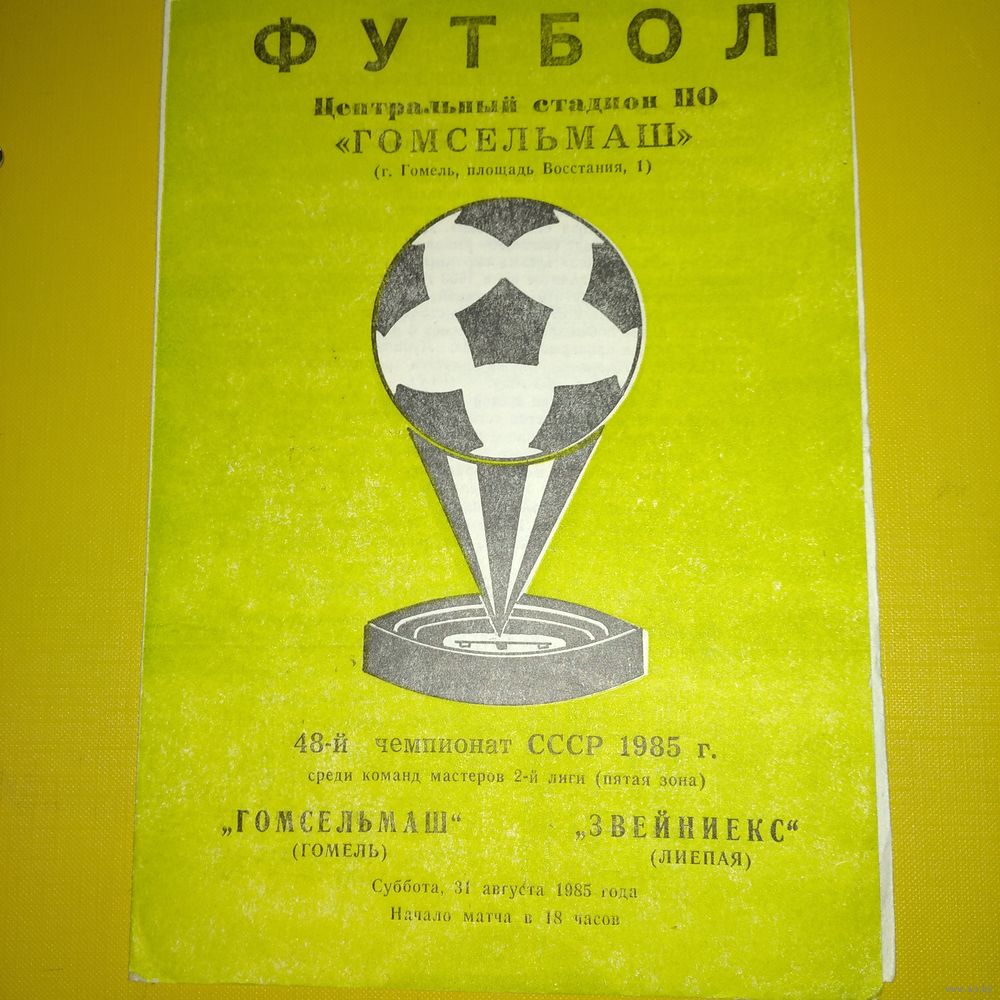 ФУТБОЛ
Центральный стадион ПО
«ГОМСЕЛЬМАШ»
(г. Гомель, площадь Восстания, 1)
48-й чемпионат СССР 1985 г.
среди команд мастеров 2-й лиги (пятая зона)
„ГОМСЕЛЬМАШ“ „ЗВЕЙНИЕКС“
(ГОМЕЛЬ) (ЛИЕПАЯ)
Суббота, 31 августа 1985 года
Начало матча в 18 часов